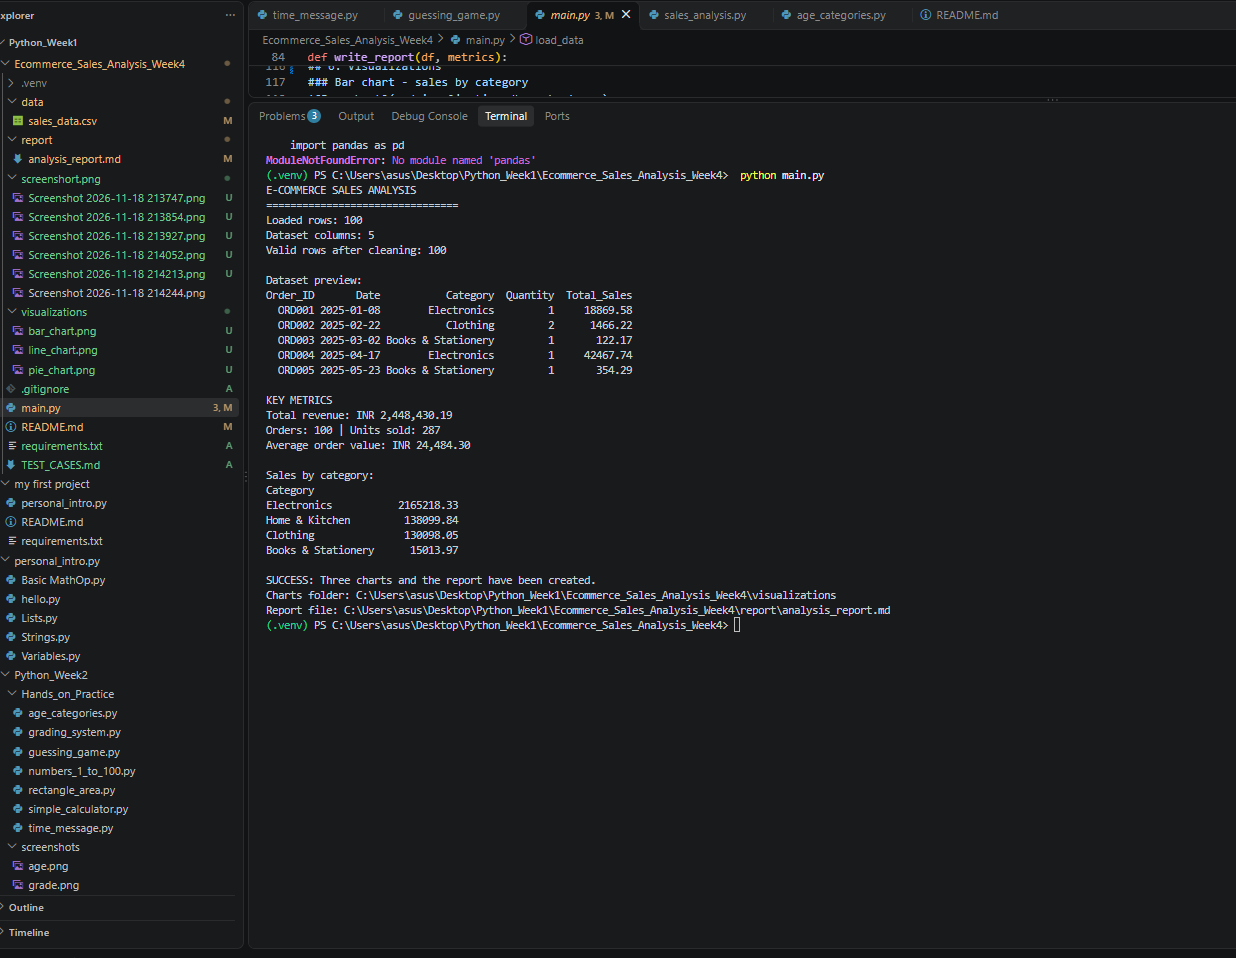 xplorer
Python_Week1
Ecommerce_Sales_Analysis_Week4
.venv
data
sales_data.csv M
report
analysis_report.md M
screenshort.png
Screenshot 2026-11-18 213747.png U
Screenshot 2026-11-18 213854.png U
Screenshot 2026-11-18 213927.png U
Screenshot 2026-11-18 214052.png U
Screenshot 2026-11-18 214213.png U
Screenshot 2026-11-18 214244.png
visualizations
bar_chart.png U
line_chart.png U
pie_chart.png U
.gitignore A
main.py 3, M
README.md M
requirements.txt A
TEST_CASES.md A
my first project
personal_intro.py
README.md
requirements.txt
personal_intro.py
Basic MathOp.py
hello.py
Lists.py
Strings.py
Variables.py
Python_Week2
Hands_on_Practice
age_categories.py
grading_system.py
guessing_game.py
numbers_1_to_100.py
rectangle_area.py
simple_calculator.py
time_message.py
screenshots
age.png
grade.png
Outline
Timeline
time_message.py guessing_game.py main.py 3, M sales_analysis.py age_categories.py README.md
Ecommerce_Sales_Analysis_Week4 > main.py > load_data
84 def write_report(df, metrics):
116 ## 6. Visualizations
117 ### Bar chart - sales by category
Problems 3 Output Debug Console Terminal Ports
import pandas as pd
ModuleNotFoundError: No module named 'pandas'
(.venv) PS C:\Users\asus\Desktop\Python_Week1\Ecommerce_Sales_Analysis_Week4> python main.py
E-COMMERCE SALES ANALYSIS
================================
Loaded rows: 100
Dataset columns: 5
Valid rows after cleaning: 100
Dataset preview:
Order_ID Date Category Quantity Total_Sales
ORD001 2025-01-08 Electronics 1 18869.58
ORD002 2025-02-22 Clothing 2 1466.22
ORD003 2025-03-02 Books & Stationery 1 122.17
ORD004 2025-04-17 Electronics 1 42467.74
ORD005 2025-05-23 Books & Stationery 1 354.29
KEY METRICS
Total revenue: INR 2,448,430.19
Orders: 100 | Units sold: 287
Average order value: INR 24,484.30
Sales by category:
Category
Electronics 2165218.33
Home & Kitchen 138099.84
Clothing 130098.05
Books & Stationery 15013.97
SUCCESS: Three charts and the report have been created.
Charts folder: C:\Users\asus\Desktop\Python_Week1\Ecommerce_Sales_Analysis_Week4\visualizations
Report file: C:\Users\asus\Desktop\Python_Week1\Ecommerce_Sales_Analysis_Week4\report\analysis_report.md
(.venv) PS C:\Users\asus\Desktop\Python_Week1\Ecommerce_Sales_Analysis_Week4>